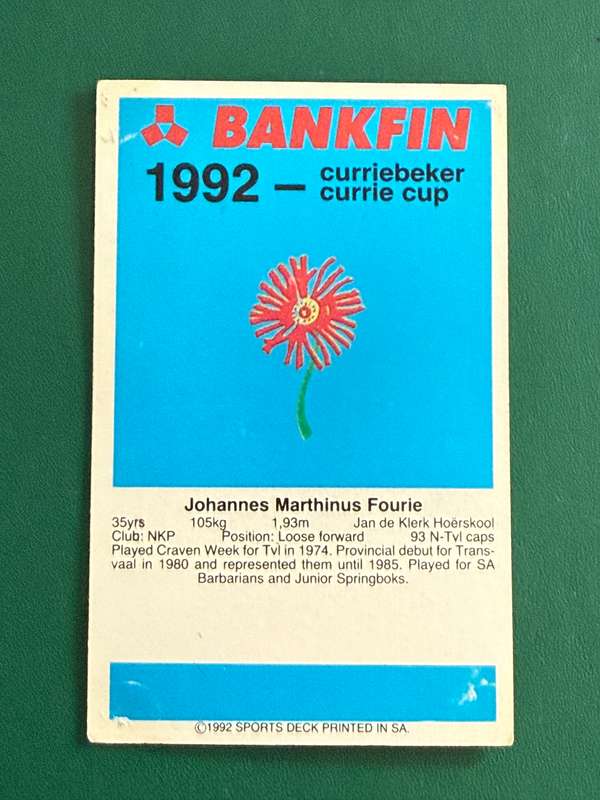 BANKFIN
1992 – curriebeker
currie cup
Johannes Marthinus Fourie
35yrs 105kg 1,93m Jan de Klerk Hoërskool
Club: NKP Position: Loose forward 93 N-Tvl caps
Played Craven Week for Tvl in 1974. Provincial debut for Trans-
vaal in 1980 and represented them until 1985. Played for SA
Barbarians and Junior Springboks.
©1992 SPORTS DECK PRINTED IN SA.